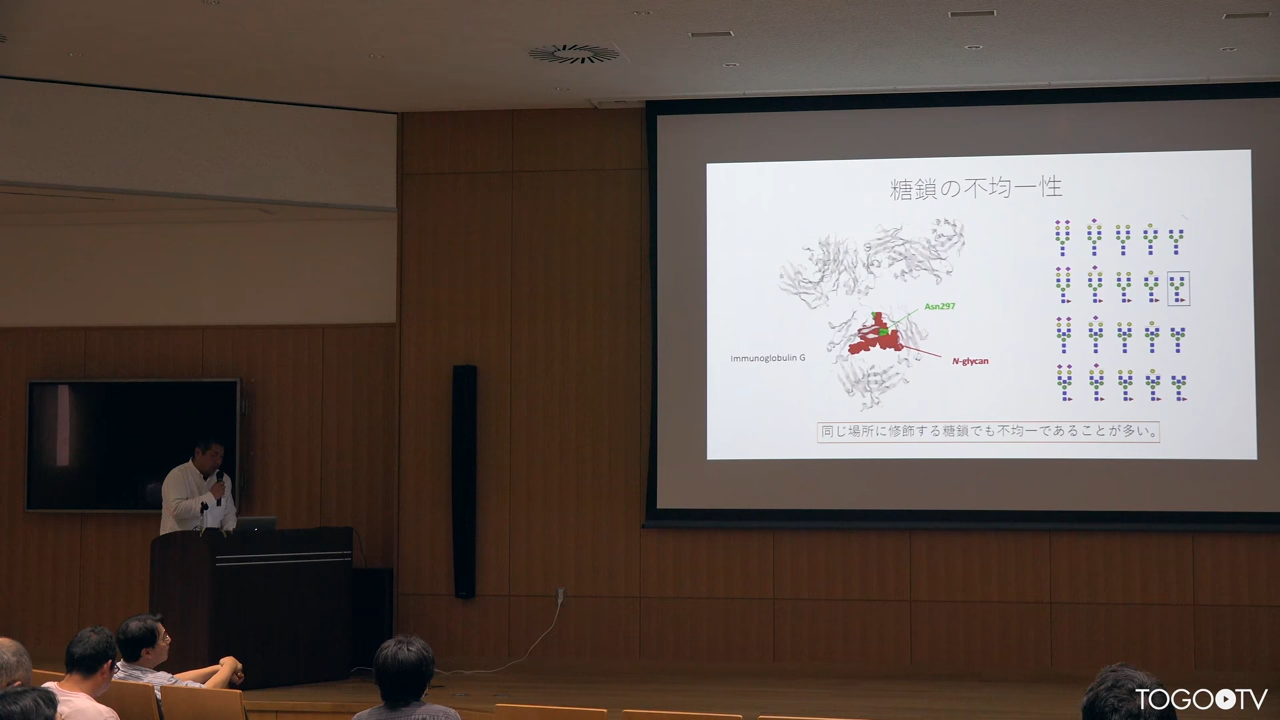 糖鎖の不均一性
Asn297
Immunoglobulin G
N-glycan
同じ場所に修飾する糖鎖でも不均一であることが多い。
TOGOTV